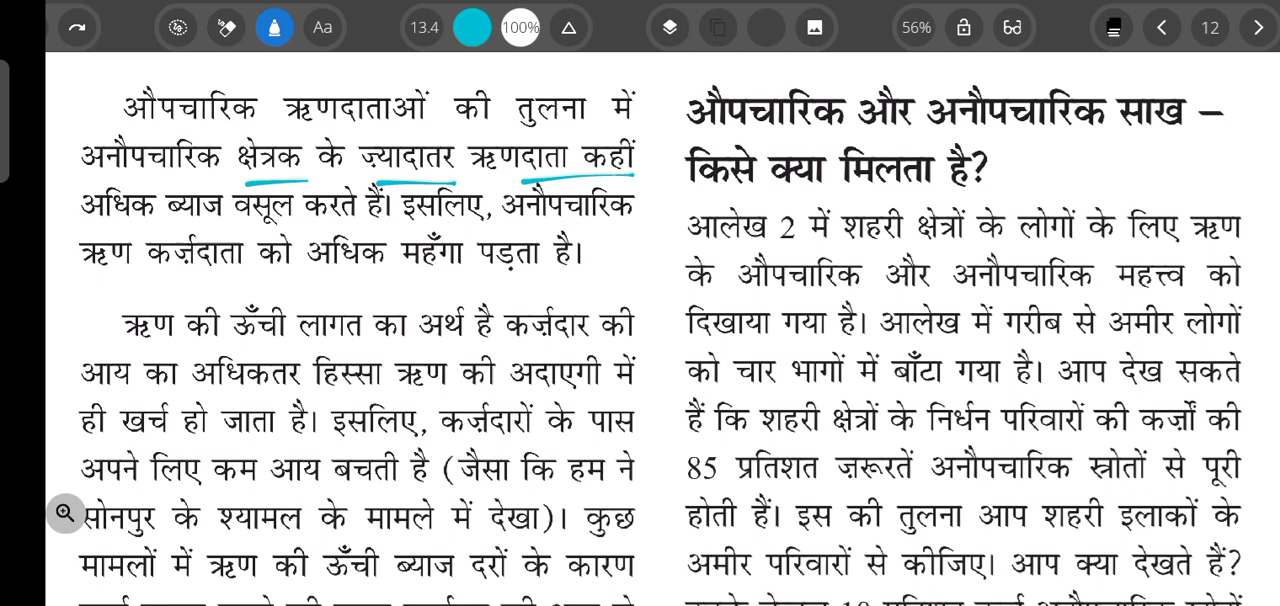 Aa
13.4
100%
56%
12
औपचारिक ऋणदाताओं की तुलना में
अनौपचारिक क्षेत्रक के ज़्यादातर ऋणदाता कहीं
अधिक ब्याज वसूल करते हैं। इसलिए, अनौपचारिक
ऋण कर्ज़दाता को अधिक महँगा पड़ता है।
ऋण की ऊँची लागत का अर्थ है कर्ज़दार की
आय का अधिकतर हिस्सा ऋण की अदाएगी में
ही खर्च हो जाता है। इसलिए, कर्ज़दारों के पास
अपने लिए कम आय बचती है (जैसा कि हम ने
सोनपुर के श्यामल के मामले में देखा)। कुछ
मामलों में ऋण की ऊँची ब्याज दरों के कारण
औपचारिक और अनौपचारिक साख –
किसे क्या मिलता है?
आलेख 2 में शहरी क्षेत्रों के लोगों के लिए ऋण
के औपचारिक और अनौपचारिक महत्त्व को
दिखाया गया है। आलेख में गरीब से अमीर लोगों
को चार भागों में बाँटा गया है। आप देख सकते
हैं कि शहरी क्षेत्रों के निर्धन परिवारों की कर्ज़ों की
85 प्रतिशत ज़रूरतें अनौपचारिक स्रोतों से पूरी
होती हैं। इस की तुलना आप शहरी इलाकों के
अमीर परिवारों से कीजिए। आप क्या देखते हैं?